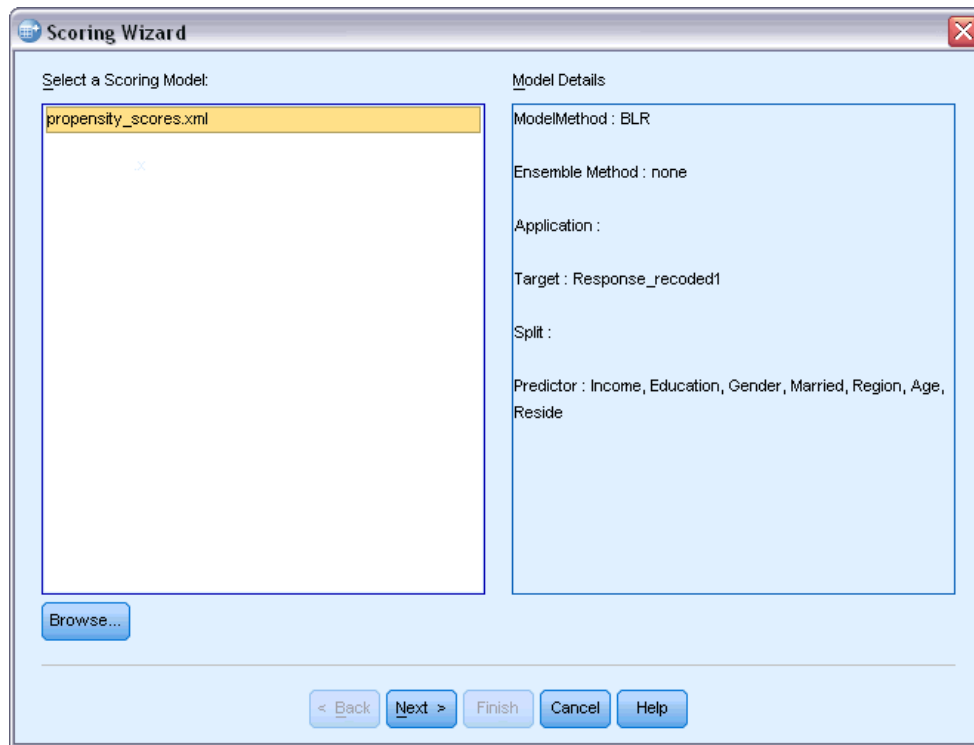 Scoring Wizard
Select a Scoring Model:
propensity_scores.xml
.x
Model Details
ModelMethod : BLR
Ensemble Method : none
Application :
Target : Response_recoded1
Split :
Predictor : Income, Education, Gender, Married, Region, Age,
Reside
Browse...
< Back
Next >
Finish
Cancel
Help